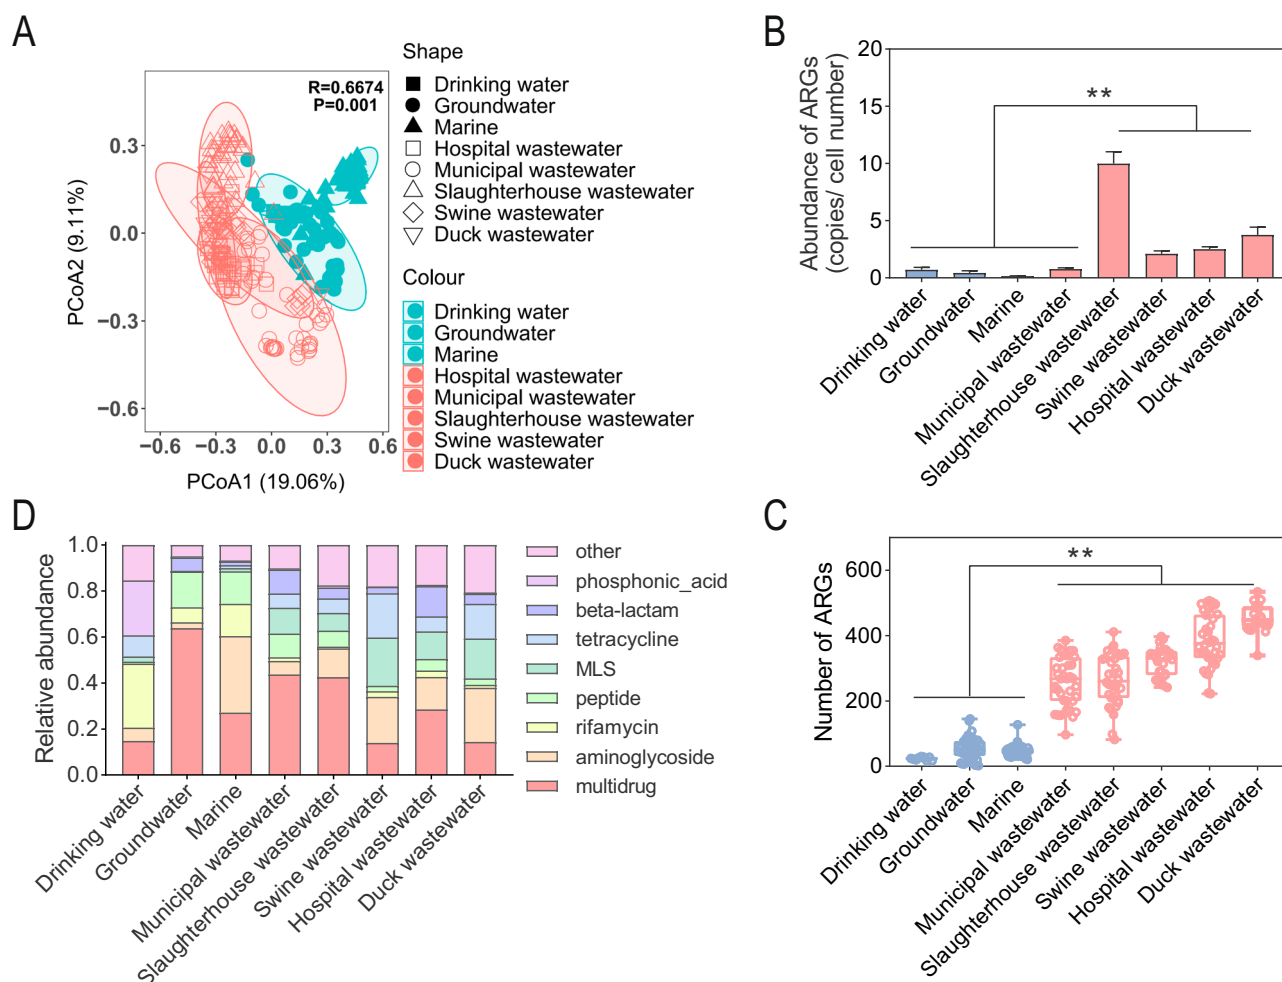 A
R=0.6674
P=0.001
0.3
0.0
−0.3
−0.6
−0.6
−0.3
0.0
0.3
0.6
PCoA2 (9.11%)
PCoA1 (19.06%)
Shape
Drinking water
Groundwater
Marine
Hospital wastewater
Municipal wastewater
Slaughterhouse wastewater
Swine wastewater
Duck wastewater
Colour
Drinking water
Groundwater
Marine
Hospital wastewater
Municipal wastewater
Slaughterhouse wastewater
Swine wastewater
Duck wastewater
B
Abundance of ARGs
(copies/ cell number)
20
15
10
5
0
**
Drinking water
Groundwater
Marine
Municipal wastewater
Slaughterhouse wastewater
Swine wastewater
Hospital wastewater
Duck wastewater
D
Relative abundance
1.0
0.8
0.6
0.4
0.2
0.0
Drinking water
Groundwater
Marine
Municipal wastewater
Slaughterhouse wastewater
Swine wastewater
Hospital wastewater
Duck wastewater
other
phosphonic_acid
beta-lactam
tetracycline
MLS
peptide
rifamycin
aminoglycoside
multidrug
C
Number of ARGs
600
400
200
0
**
Drinking water
Groundwater
Marine
Municipal wastewater
Slaughterhouse wastewater
Swine wastewater
Hospital wastewater
Duck wastewater